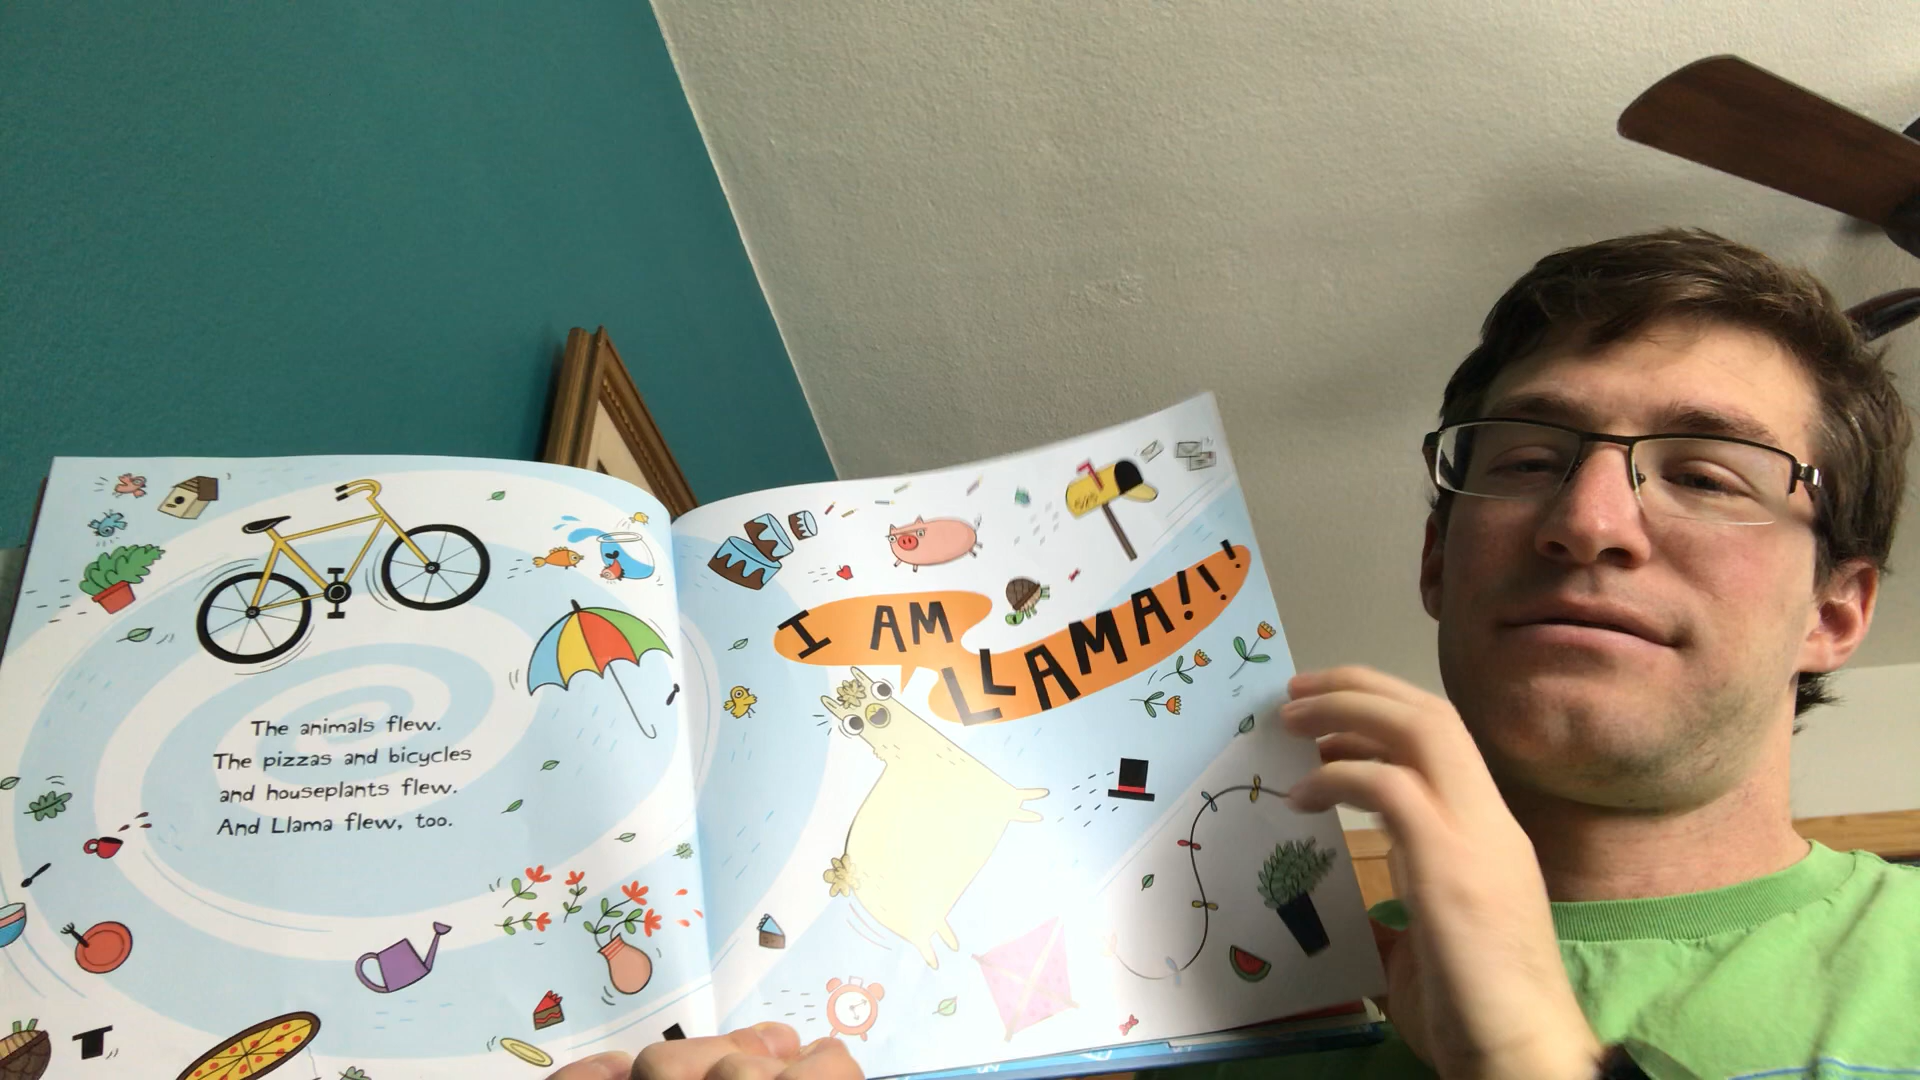 The animals flew.
The pizzas and bicycles
and houseplants flew.
And Llama flew, too.
I AM
LLAMA!!!